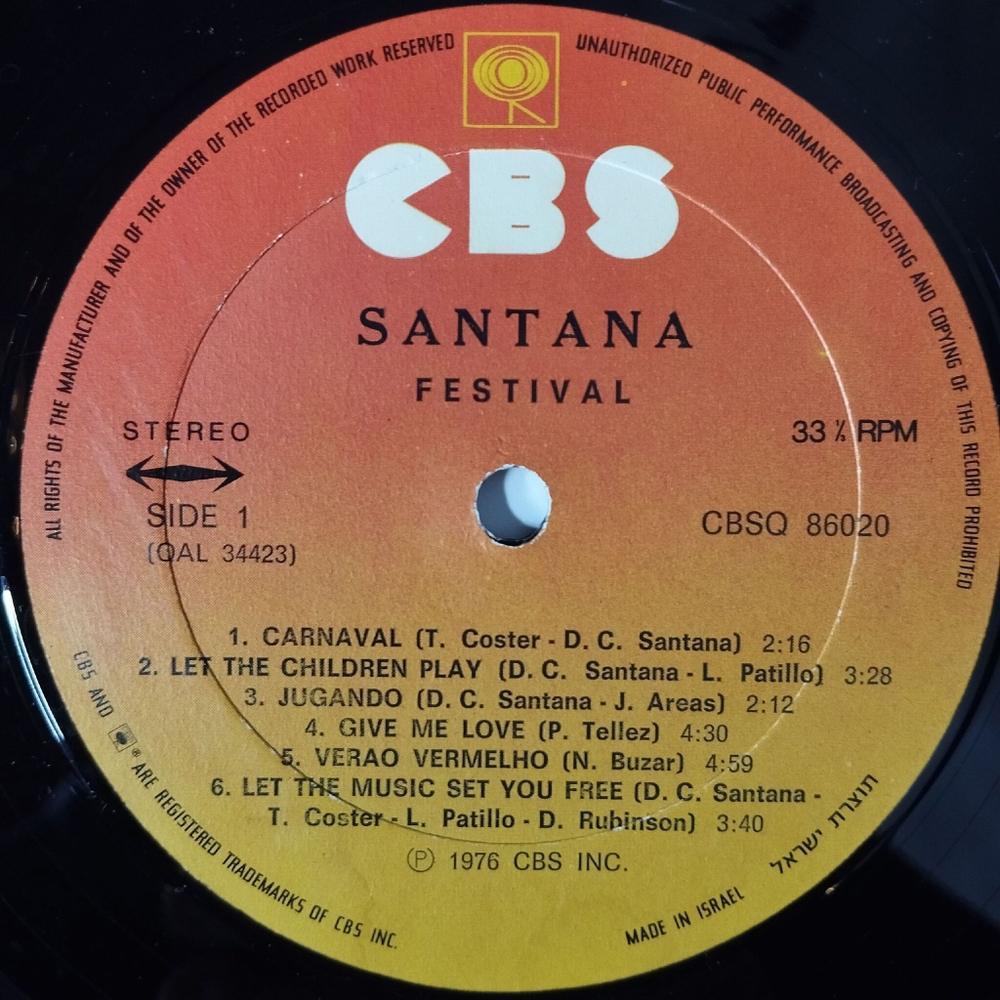 ALL RIGHTS OF THE MANUFACTURER AND OF THE OWNER OF THE RECORDED WORK RESERVED
UNAUTHORIZED PUBLIC PERFORMANCE BROADCASTING AND COPYING OF THIS RECORD PROHIBITED
CBS
SANTANA
FESTIVAL
STEREO
33 ⅓ RPM
SIDE 1
CBSQ 86020
(QAL 34423)
1. CARNAVAL (T. Coster - D. C. Santana) 2:16
2. LET THE CHILDREN PLAY (D. C. Santana - L. Patillo) 3:28
3. JUGANDO (D. C. Santana - J. Areas) 2:12
4. GIVE ME LOVE (P. Tellez) 4:30
5. VERAO VERMELHO (N. Buzar) 4:59
6. LET THE MUSIC SET YOU FREE (D. C. Santana -
T. Coster - L. Patillo - D. Rubinson) 3:40
Ⓟ 1976 CBS INC.
CBS AND ® ARE REGISTERED TRADEMARKS OF CBS INC.
MADE IN ISRAEL
תוצרת ישראל